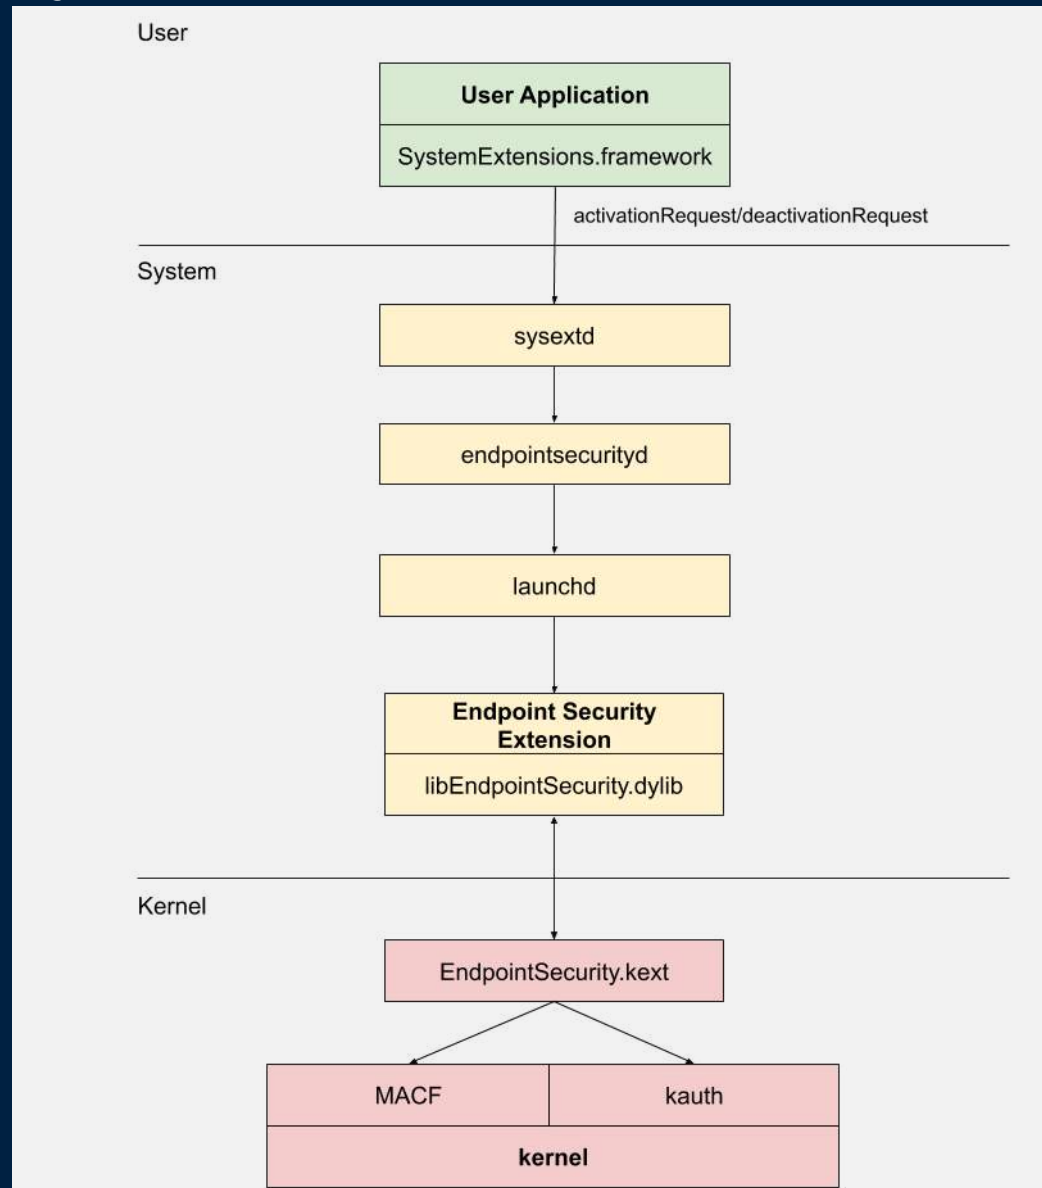 User
User Application
SystemExtensions.framework
activationRequest/deactivationRequest
System
sysextd
endpointsecurityd
launchd
Endpoint Security
Extension
libEndpointSecurity.dylib
Kernel
EndpointSecurity.kext
MACF
kauth
kernel